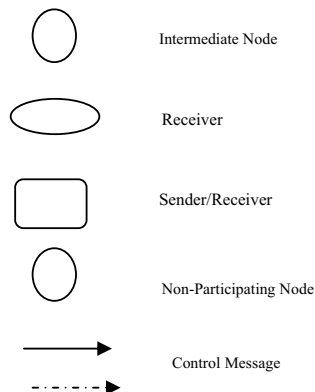 Intermediate Node
Receiver
Sender/Receiver
Non-Participating Node
Control Message